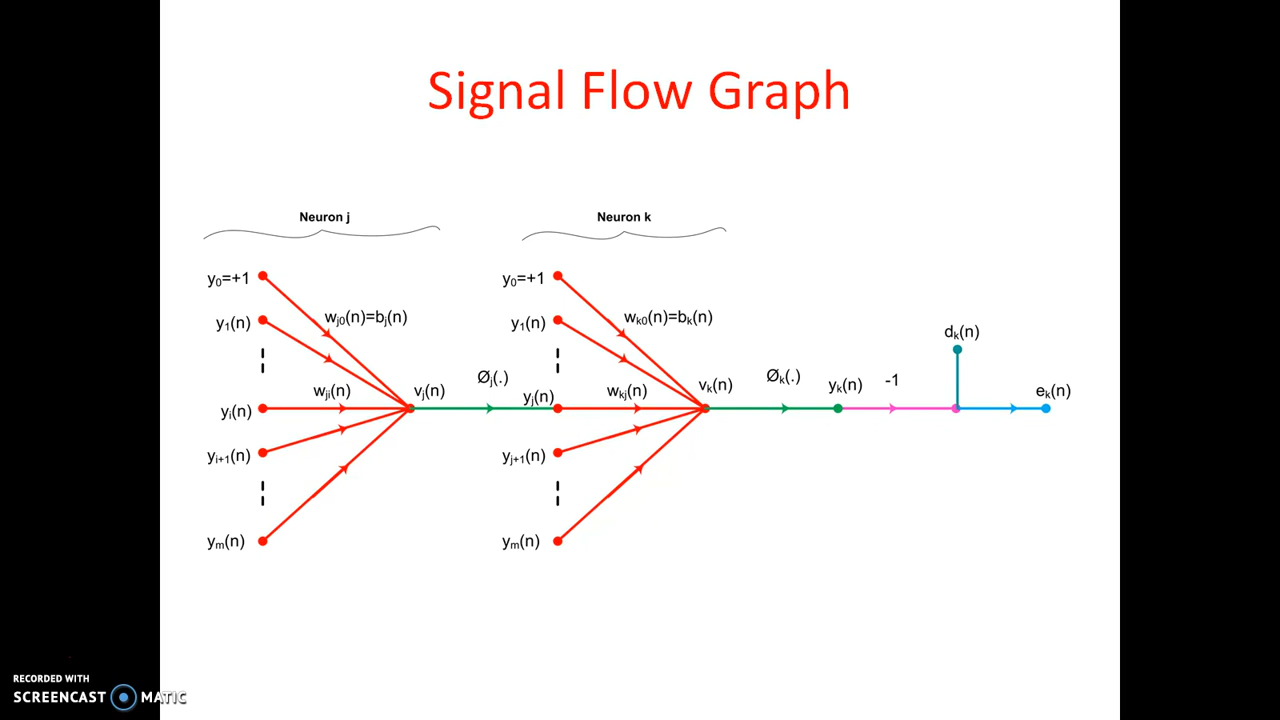 Signal Flow Graph
Neuron j
Neuron k
y₀=+1
y₁(n)
wⱼ₀(n)=bⱼ(n)
wⱼᵢ(n)
yᵢ(n)
yᵢ₊₁(n)
yₘ(n)
vⱼ(n)
Øⱼ(.)
yⱼ(n)
y₀=+1
y₁(n)
wₖ₀(n)=bₖ(n)
wₖⱼ(n)
yⱼ₊₁(n)
yₘ(n)
vₖ(n)
Øₖ(.)
yₖ(n)
-1
dₖ(n)
eₖ(n)
RECORDED WITH
SCREENCAST MATIC